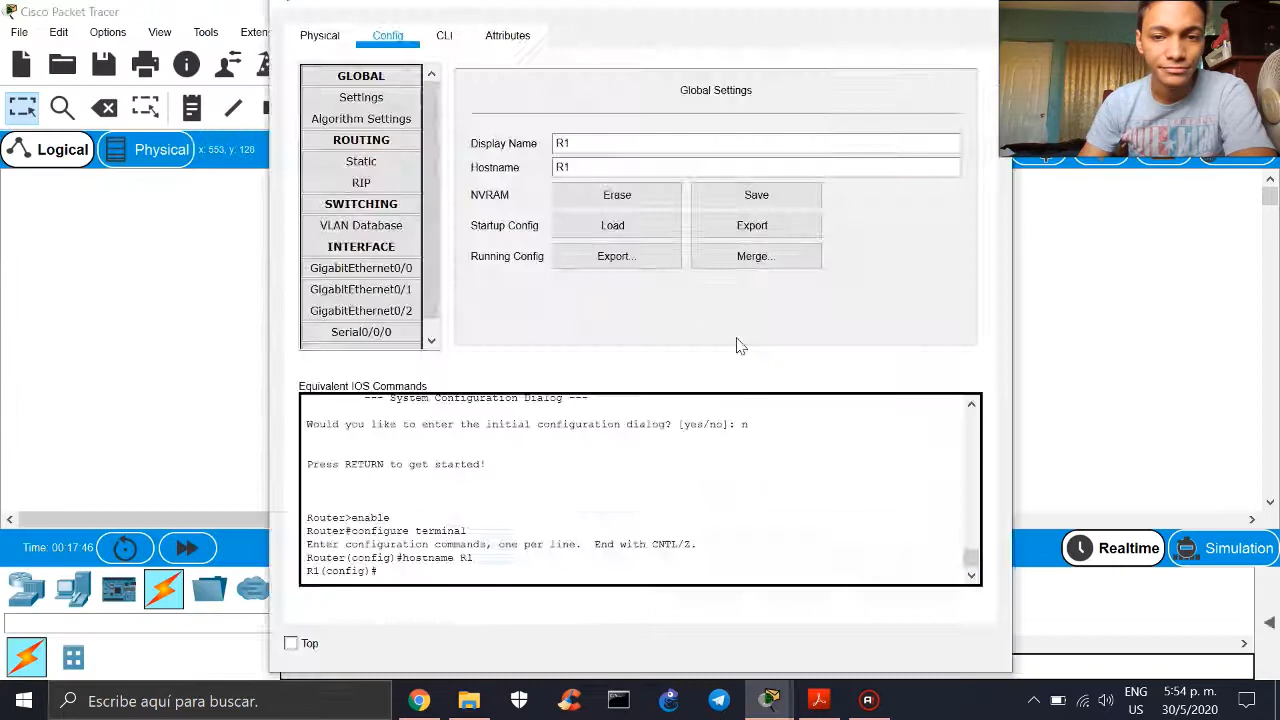 Cisco Packet Tracer
File Edit Options View Tools Exten
Logical
Physical
x: 553, y: 128
Physical Config CLI Attributes
GLOBAL
Settings
Algorithm Settings
ROUTING
Static
RIP
SWITCHING
VLAN Database
INTERFACE
GigabitEthernet0/0
GigabitEthernet0/1
GigabitEthernet0/2
Serial0/0/0
Global Settings
Display Name R1
Hostname R1
NVRAM Erase Save
Startup Config Load Export
Running Config Export... Merge...
Equivalent IOS Commands
--- System Configuration Dialog ---
Would you like to enter the initial configuration dialog? [yes/no]: n
Press RETURN to get started!
Router>enable
Router#configure terminal
Enter configuration commands, one per line. End with CNTL/Z.
Router(config)#hostname R1
R1(config)#
Top
Time: 00:17:46
Realtime
Simulation
Escribe aquí para buscar.
ENG
US
5:54 p. m.
30/5/2020